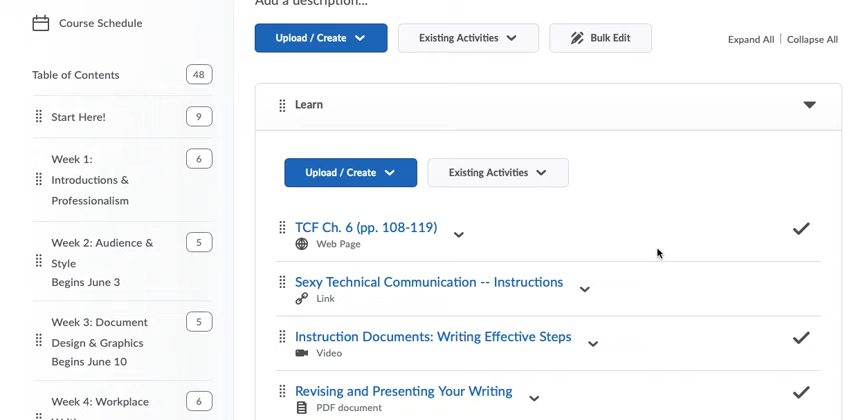 Add a description...
Course Schedule
Upload / Create
Existing Activities
Bulk Edit
Expand All | Collapse All
Table of Contents
48
Start Here!
9
Week 1:
Introductions &
Professionalism
6
Week 2: Audience &
Style
Begins June 3
5
Week 3: Document
Design & Graphics
Begins June 10
5
Week 4: Workplace
6
Learn
Upload / Create
Existing Activities
TCF Ch. 6 (pp. 108-119)
Web Page
Sexy Technical Communication -- Instructions
Link
Instruction Documents: Writing Effective Steps
Video
Revising and Presenting Your Writing
PDF document